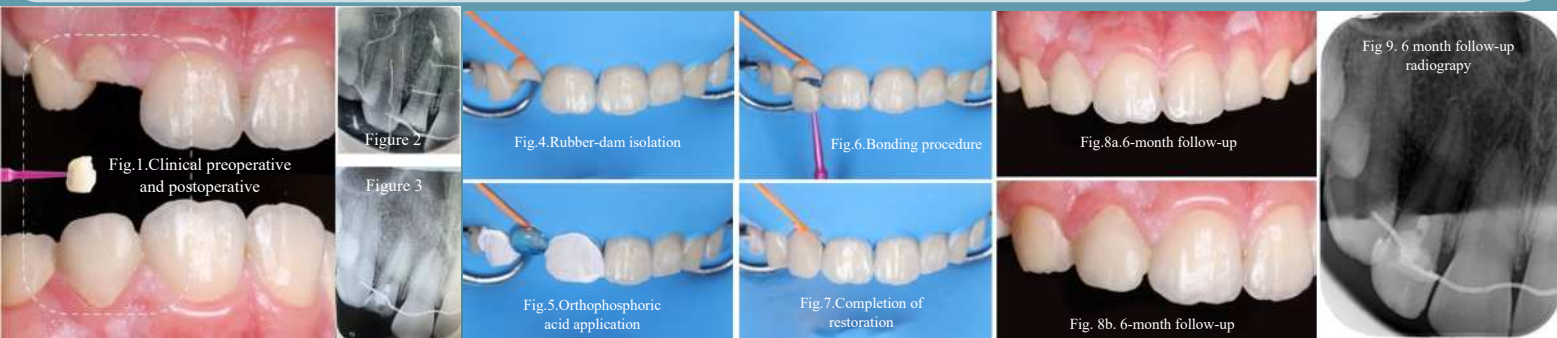 Fig.1.Clinical preoperative
and postoperative
Figure 2
Figure 3
Fig.4.Rubber-dam isolation
Fig.5.Orthophosphoric
acid application
Fig.6.Bonding procedure
Fig.7.Completion of
restoration
Fig.8a.6-month follow-up
Fig. 8b. 6-month follow-up
Fig 9. 6 month follow-up
radiograpy